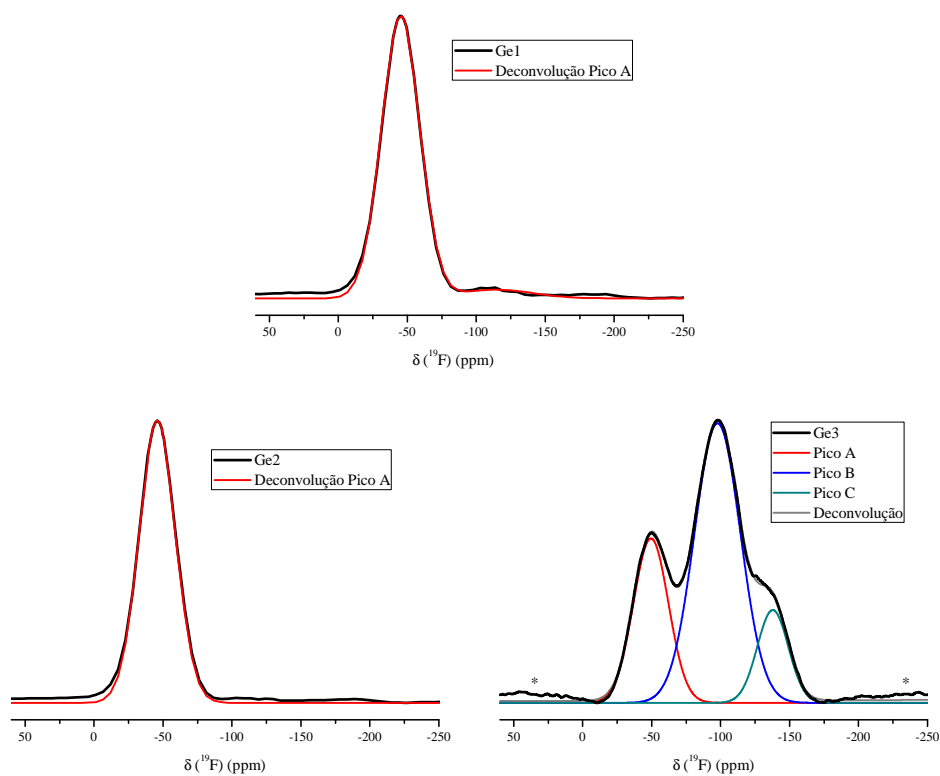 Ge1
Deconvolução Pico A
50 0 -50 -100 -150 -200 -250
δ (¹⁹F) (ppm)
Ge2
Deconvolução Pico A
50 0 -50 -100 -150 -200 -250
δ (¹⁹F) (ppm)
Ge3
Pico A
Pico B
Pico C
Deconvolução
* *
50 0 -50 -100 -150 -200 -250
δ (¹⁹F) (ppm)